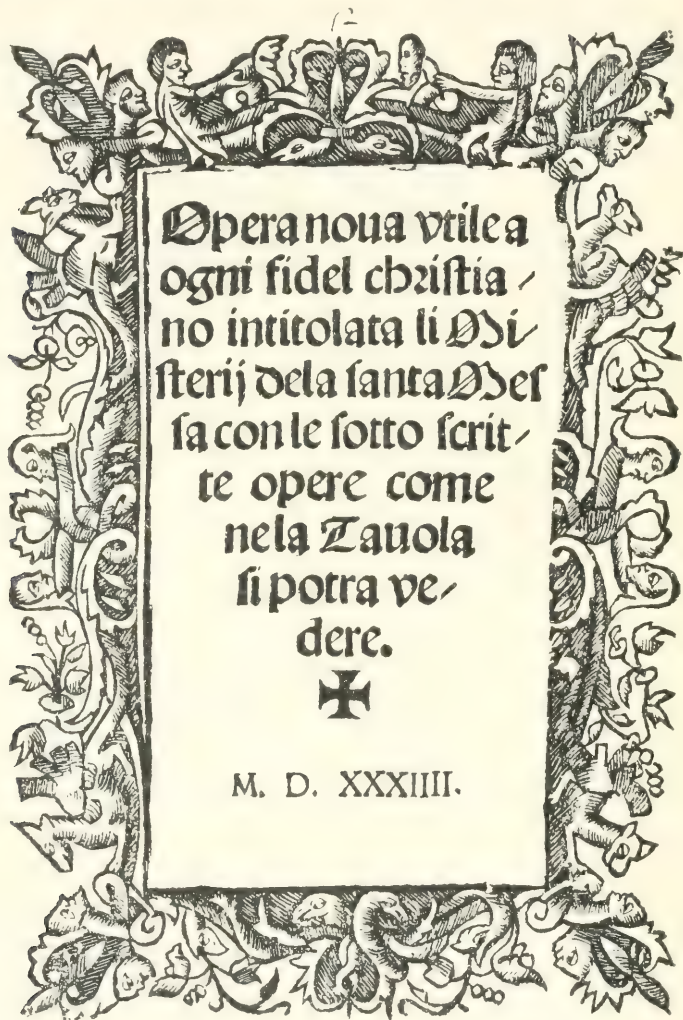 Opera noua vtile a
ogni fidel christia-
no intitolata li Mi-
sterij dela santa Mes
sa con le sotto scrit-
te opere come
nela Tauola
si potra ve-
dere.
✠
M. D. XXXIIII.